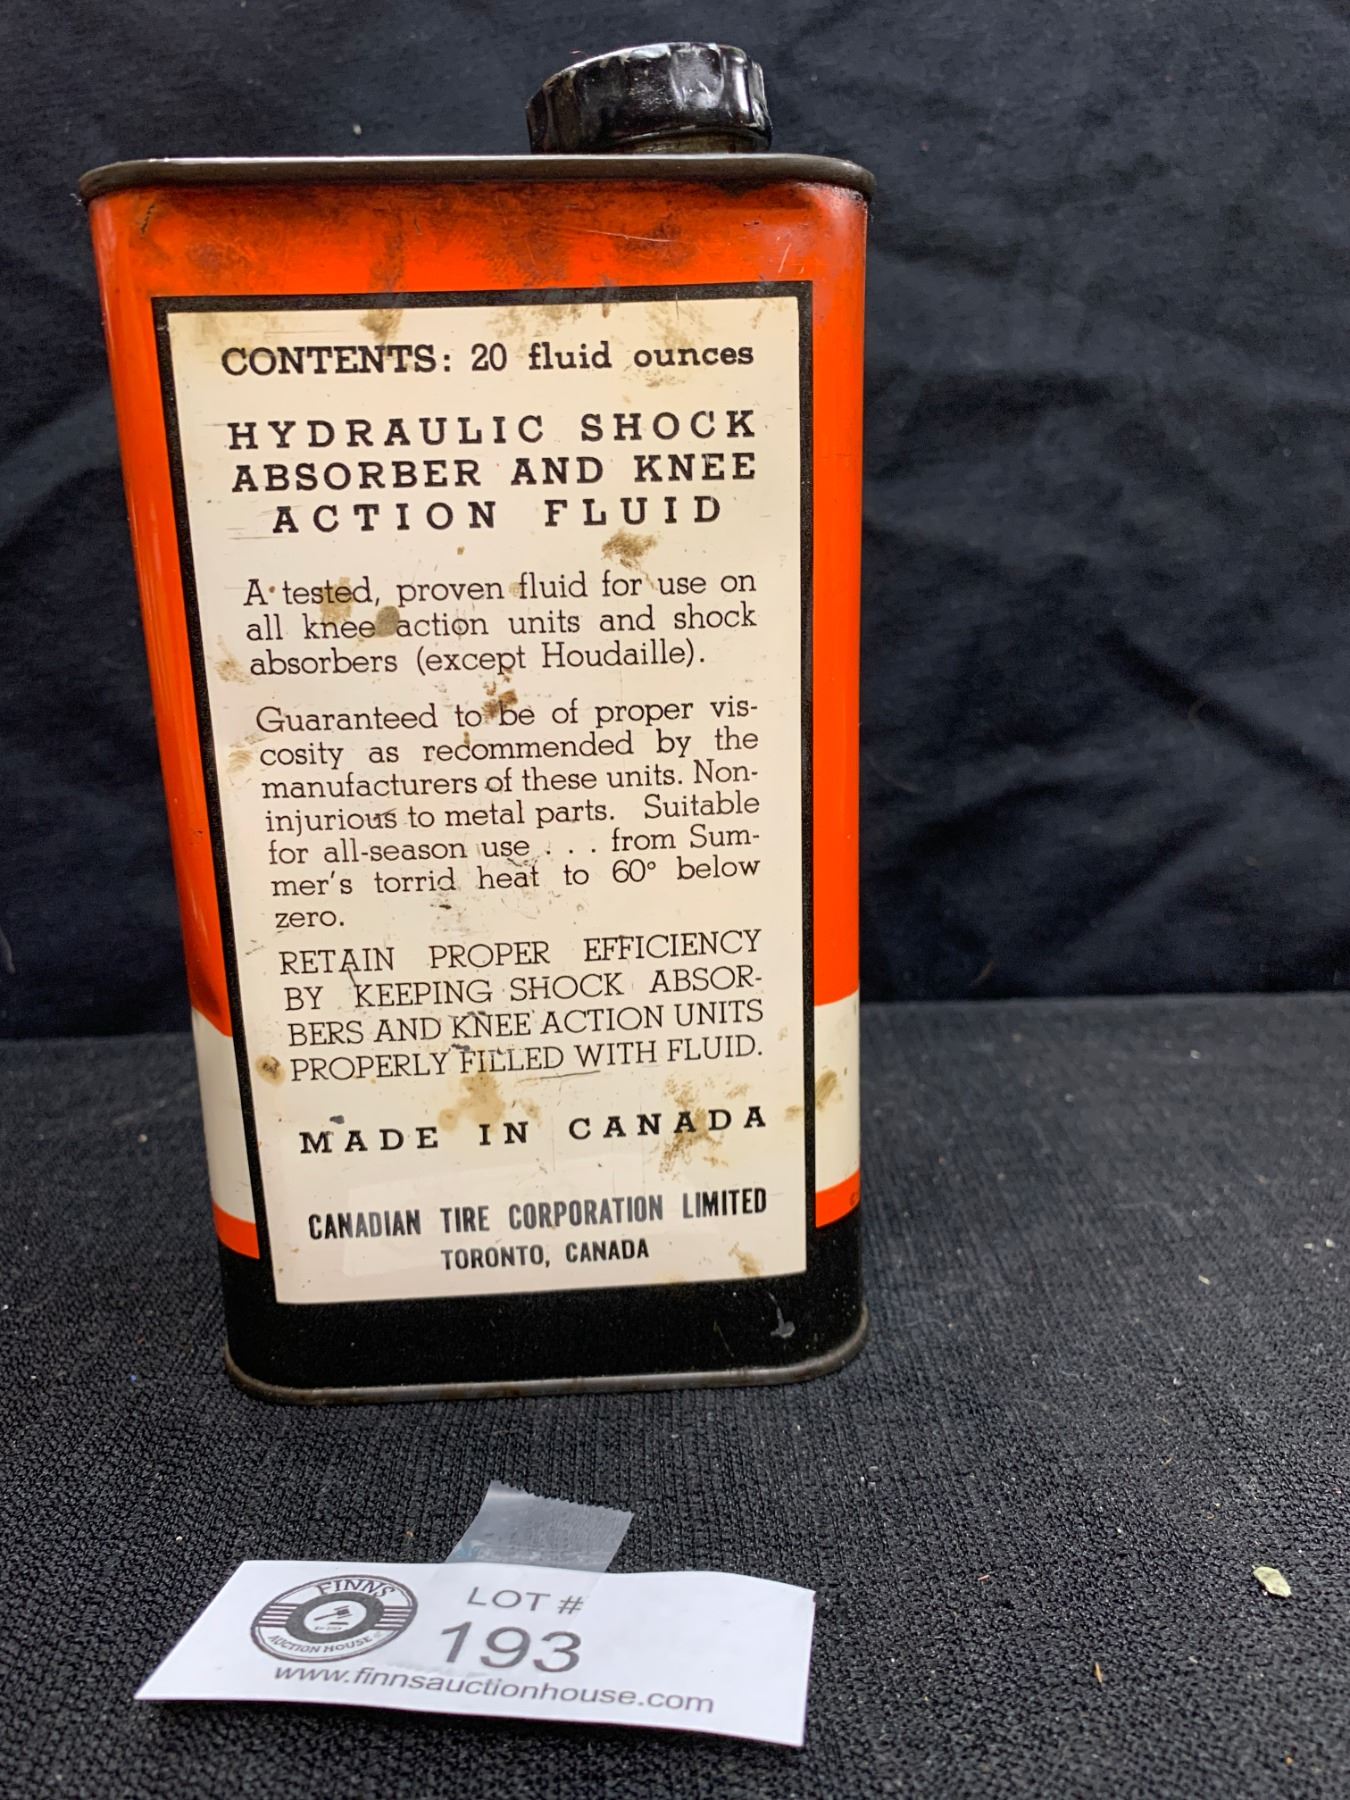 CONTENTS: 20 fluid ounces
HYDRAULIC SHOCK
ABSORBER AND KNEE
ACTION FLUID
A tested, proven fluid for use on
all knee action units and shock
absorbers (except Houdaille).
Guaranteed to be of proper vis-
cosity as recommended by the
manufacturers of these units. Non-
injurious to metal parts. Suitable
for all-season use . . . from Sum-
mer's torrid heat to 60° below
zero.
RETAIN PROPER EFFICIENCY
BY KEEPING SHOCK ABSOR-
BERS AND KNEE ACTION UNITS
PROPERLY FILLED WITH FLUID.
MADE IN CANADA
CANADIAN TIRE CORPORATION LIMITED
TORONTO, CANADA
FINNS
AUCTION HOUSE
LOT #
193
www.finnsauctionhouse.com